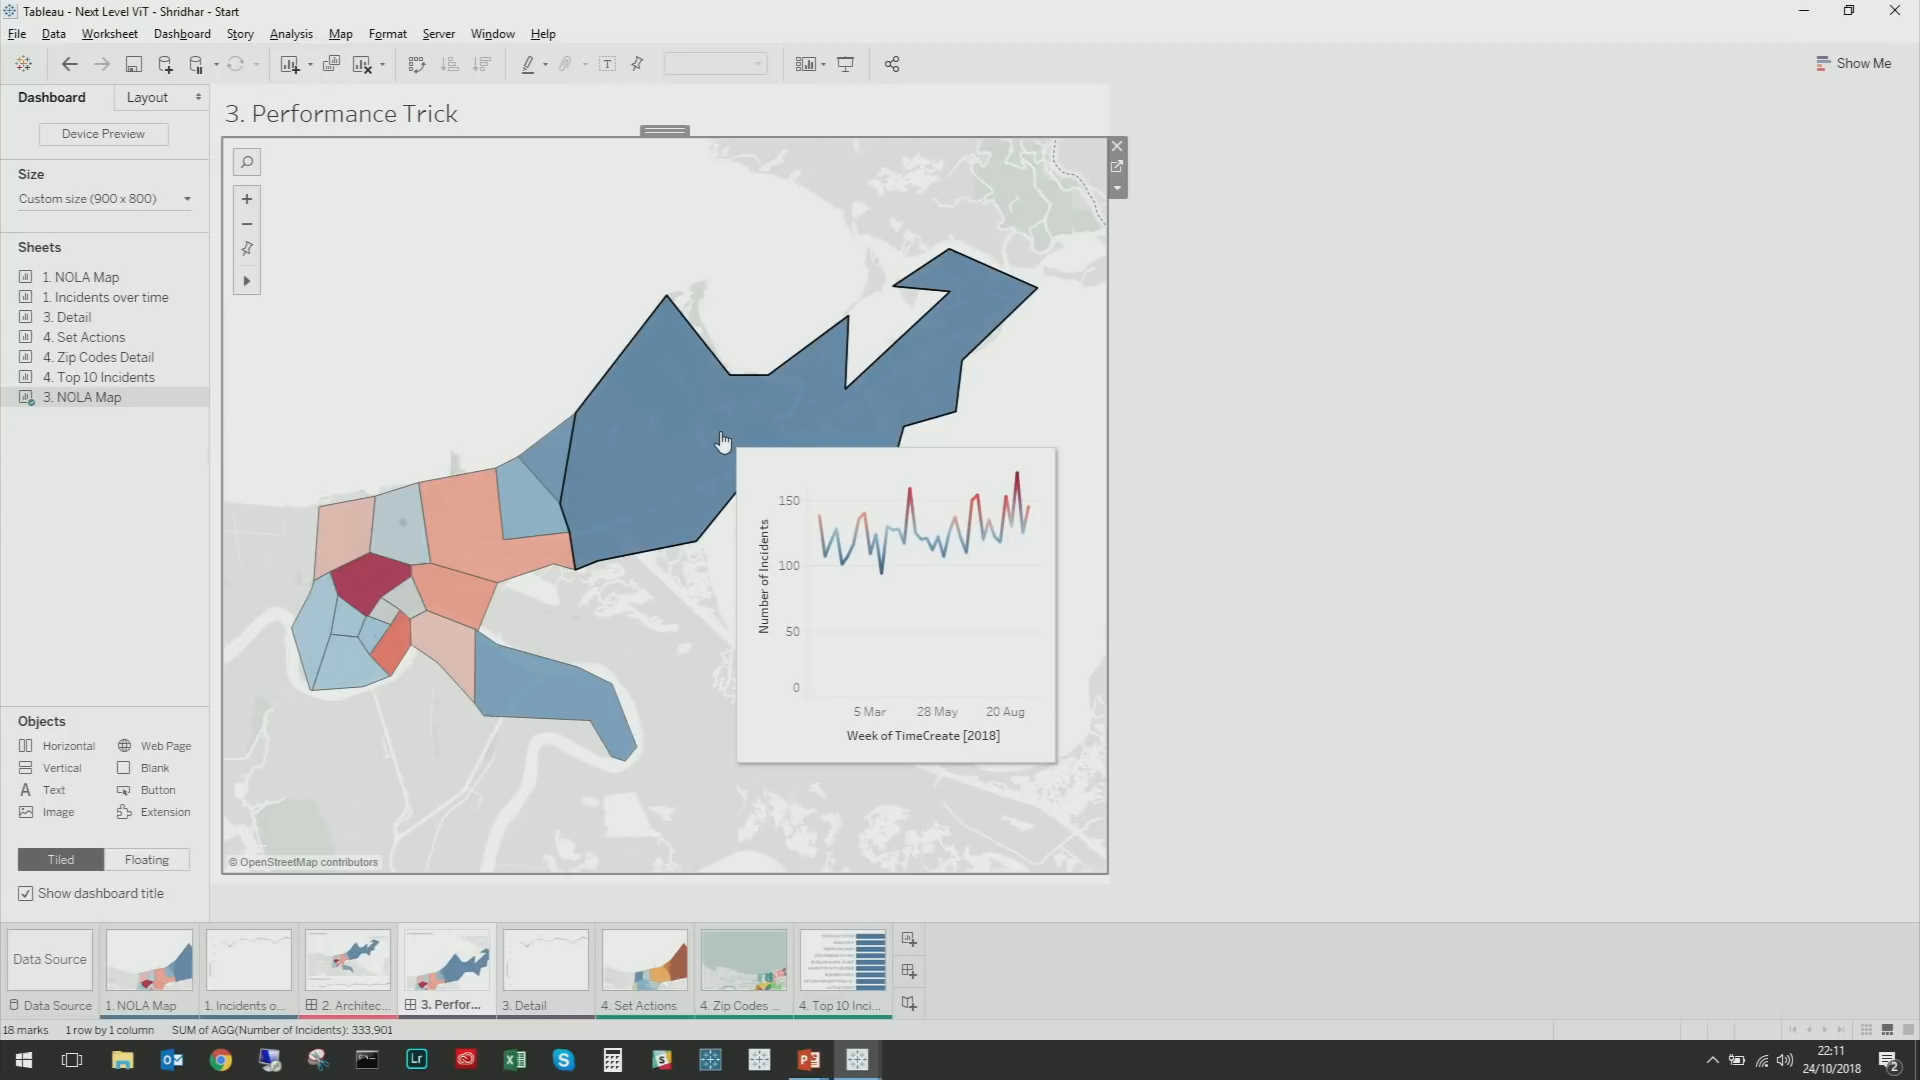 Tableau - Next Level ViT - Shridhar - Start
File Data Worksheet Dashboard Story Analysis Map Format Server Window Help
Show Me
Dashboard Layout
Device Preview
Size
Custom size (900 x 800)
Sheets
1. NOLA Map
1. Incidents over time
3. Detail
4. Set Actions
4. Zip Codes Detail
4. Top 10 Incidents
3. NOLA Map
Objects
Horizontal Web Page
Vertical Blank
A Text Button
Image Extension
Tiled Floating
Show dashboard title
3. Performance Trick
Number of Incidents
150
100
50
0
5 Mar 28 May 20 Aug
Week of TimeCreate [2018]
© OpenStreetMap contributors
Data Source
Data Source 1. NOLA Map 1. Incidents o... 2. Architec... 3. Perfor... 3. Detail 4. Set Actions 4. Zip Codes ... 4. Top 10 Inci...
18 marks 1 row by 1 column SUM of AGG(Number of Incidents): 333,901
Lr
22:11
24/10/2018
2